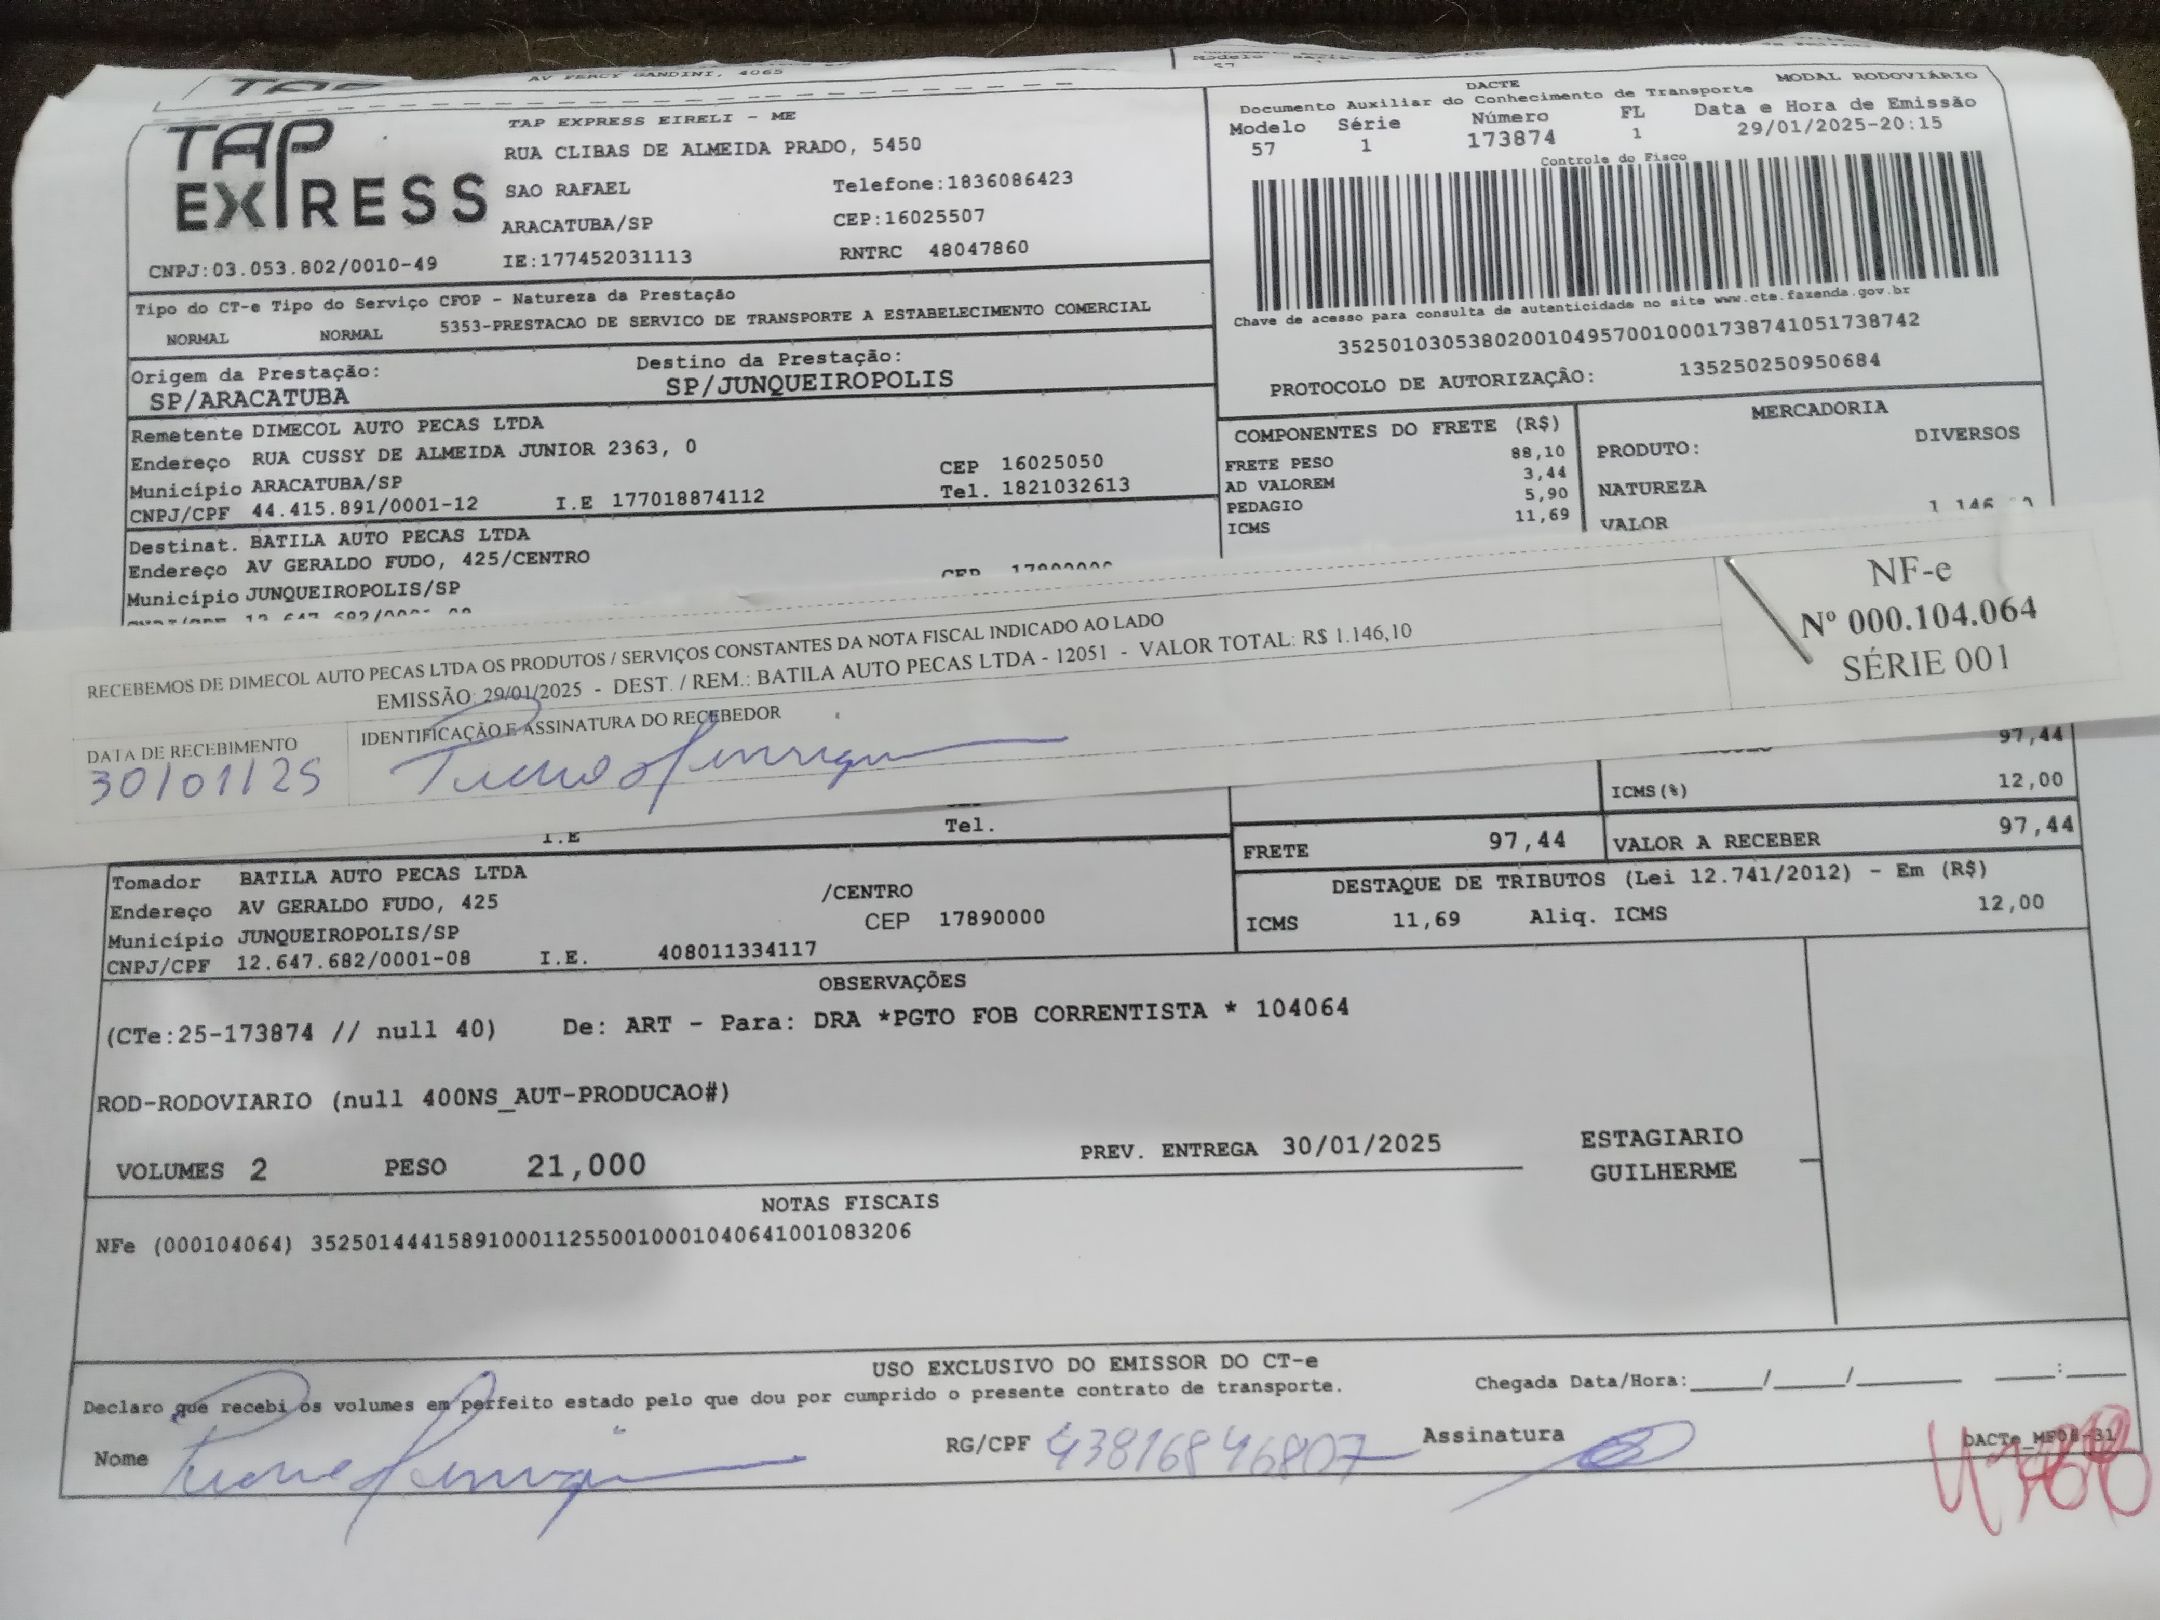 AV PERCY GANDINI, 4065
57
TAP EXPRESS
TAP EXPRESS EIRELI - ME
RUA CLIBAS DE ALMEIDA PRADO, 5450
SAO RAFAEL Telefone:1836086423
ARACATUBA/SP CEP:16025507
CNPJ:03.053.802/0010-49 IE:177452031113 RNTRC 48047860
DACTE MODAL RODOVIÁRIO
Documento Auxiliar do Conhecimento de Transporte
Modelo Série Número FL Data e Hora de Emissão
57 1 173874 1 29/01/2025-20:15
Controle do Fisco
Chave de acesso para consulta de autenticidade no site www.cte.fazenda.gov.br
35250103053802001049570010001738741051738742
PROTOCOLO DE AUTORIZAÇÃO: 135250250950684
Tipo do CT-e Tipo do Serviço CFOP - Natureza da Prestação
NORMAL NORMAL 5353-PRESTACAO DE SERVICO DE TRANSPORTE A ESTABELECIMENTO COMERCIAL
Origem da Prestação: Destino da Prestação:
SP/ARACATUBA SP/JUNQUEIROPOLIS
Remetente DIMECOL AUTO PECAS LTDA
Endereço RUA CUSSY DE ALMEIDA JUNIOR 2363, 0
Município ARACATUBA/SP CEP 16025050
CNPJ/CPF 44.415.891/0001-12 I.E 177018874112 Tel. 1821032613
COMPONENTES DO FRETE (R$)
FRETE PESO 88,10
AD VALOREM 3,44
PEDAGIO 5,90
ICMS 11,69
MERCADORIA
PRODUTO: DIVERSOS
NATUREZA
VALOR
Destinat. BATILA AUTO PECAS LTDA
Endereço AV GERALDO FUDO, 425/CENTRO
Município JUNQUEIROPOLIS/SP
RECEBEMOS DE DIMECOL AUTO PECAS LTDA OS PRODUTOS / SERVIÇOS CONSTANTES DA NOTA FISCAL INDICADO AO LADO
EMISSÃO: 29/01/2025 - DEST. / REM.: BATILA AUTO PECAS LTDA - 12051 - VALOR TOTAL: R$ 1.146,10
NF-e
Nº 000.104.064
SÉRIE 001
DATA DE RECEBIMENTO IDENTIFICAÇÃO E ASSINATURA DO RECEBEDOR
30/01/25
97,44
ICMS(%) 12,00
I.E Tel.
FRETE 97,44 VALOR A RECEBER 97,44
DESTAQUE DE TRIBUTOS (Lei 12.741/2012) - Em (R$)
ICMS 11,69 Aliq. ICMS 12,00
Tomador BATILA AUTO PECAS LTDA
Endereço AV GERALDO FUDO, 425 /CENTRO
Município JUNQUEIROPOLIS/SP CEP 17890000
CNPJ/CPF 12.647.682/0001-08 I.E. 408011334117
OBSERVAÇÕES
(CTe:25-173874 // null 40) De: ART - Para: DRA *PGTO FOB CORRENTISTA * 104064
ROD-RODOVIARIO (null 400NS_AUT-PRODUCAO#)
VOLUMES 2 PESO 21,000 PREV. ENTREGA 30/01/2025 ESTAGIARIO
GUILHERME
NOTAS FISCAIS
NFe (000104064) 35250144415891000112550010001040641001083206
USO EXCLUSIVO DO EMISSOR DO CT-e
Declaro que recebi os volumes em perfeito estado pelo que dou por cumprido o presente contrato de transporte. Chegada Data/Hora:_____/_____/_______ ____:____
Nome RG/CPF 43816846807 Assinatura